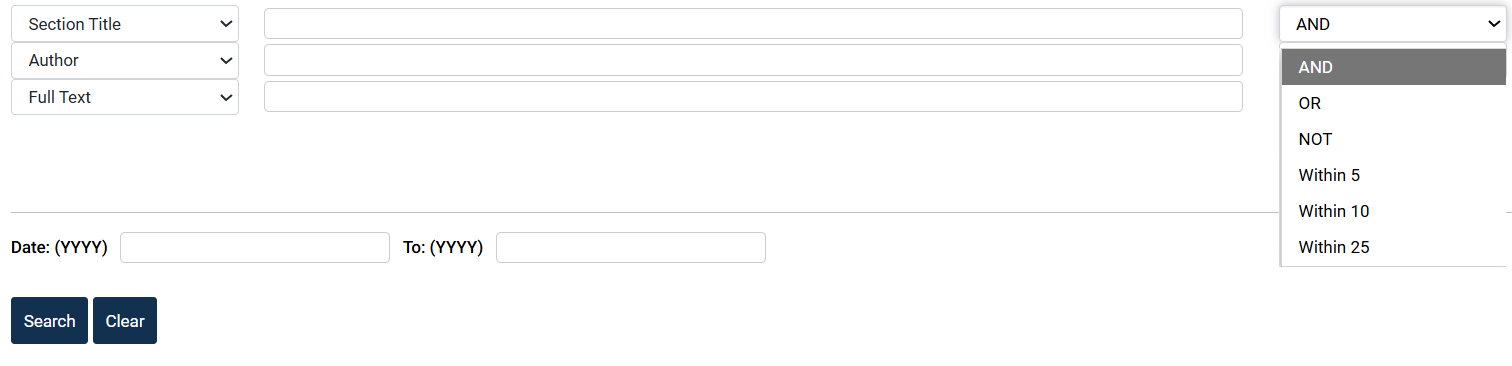 Section Title AND
Author AND
Full Text OR
NOT
Within 5
Within 10
Date: (YYYY) To: (YYYY) Within 25
Search Clear